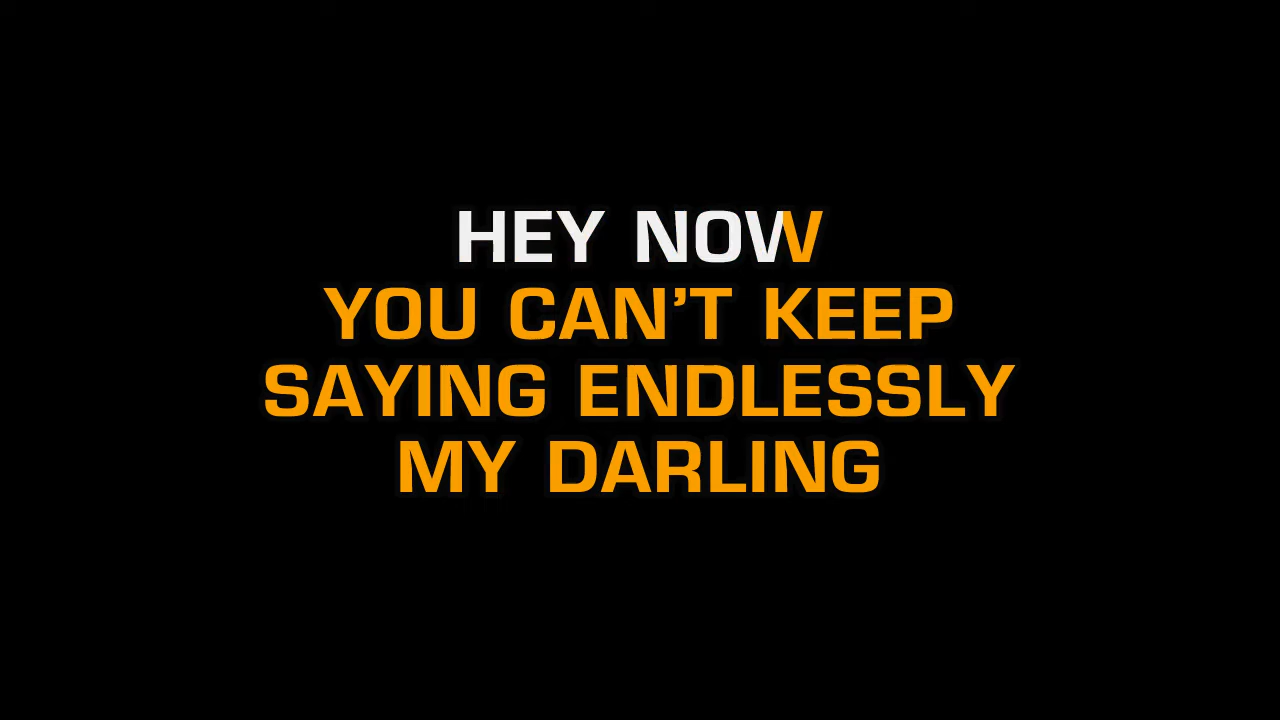 HEY NOW
YOU CAN’T KEEP
SAYING ENDLESSLY
MY DARLING